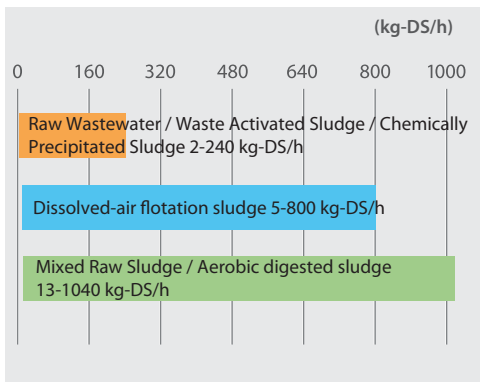 (kg-DS/h)
0 160 320 480 640 800 1000
Raw Wastewater / Waste Activated Sludge / Chemically
Precipitated Sludge 2-240 kg-DS/h
Dissolved-air flotation sludge 5-800 kg-DS/h
Mixed Raw Sludge / Aerobic digested sludge
13-1040 kg-DS/h